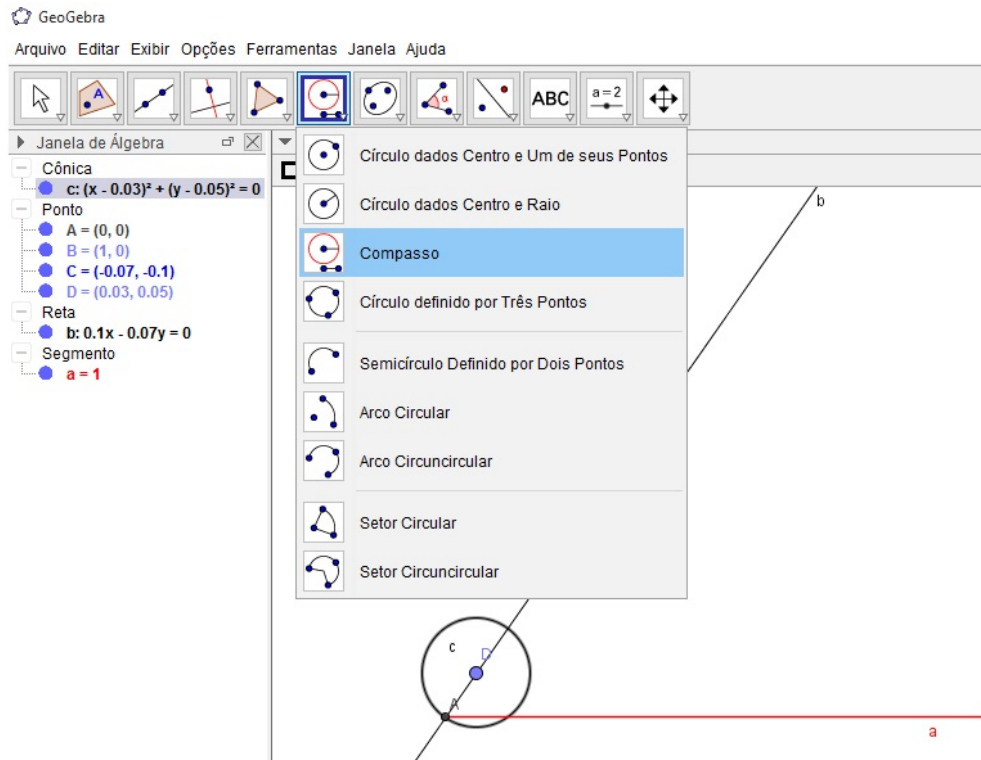 GeoGebra
Arquivo Editar Exibir Opções Ferramentas Janela Ajuda
A α ABC a=2
Janela de Álgebra
Cônica
c: (x - 0.03)² + (y - 0.05)² = 0
Ponto
A = (0, 0)
B = (1, 0)
C = (-0.07, -0.1)
D = (0.03, 0.05)
Reta
b: 0.1x - 0.07y = 0
Segmento
a = 1
Círculo dados Centro e Um de seus Pontos
Círculo dados Centro e Raio
Compasso
Círculo definido por Três Pontos
Semicírculo Definido por Dois Pontos
Arco Circular
Arco Circuncircular
Setor Circular
Setor Circuncircular
b
c
D
A
a